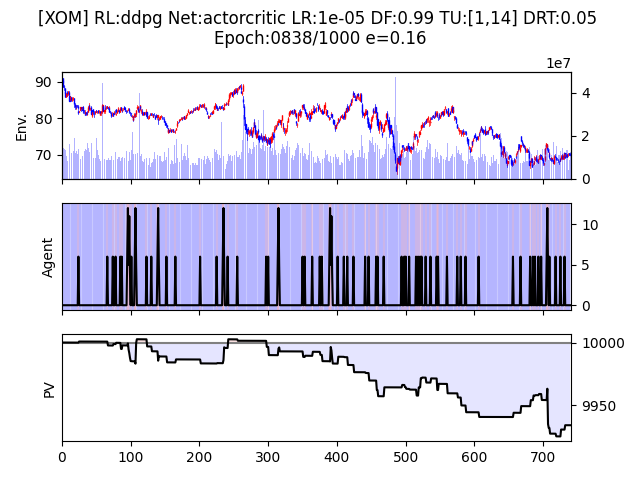 [XOM] RL:ddpg Net:actorcritic LR:1e-05 DF:0.99 TU:[1,14] DRT:0.05
Epoch:0838/1000 e=0.16
1e7
90
80
70
Env.
4
2
0
Agent
10
5
0
PV
10000
9950
0 100 200 300 400 500 600 700